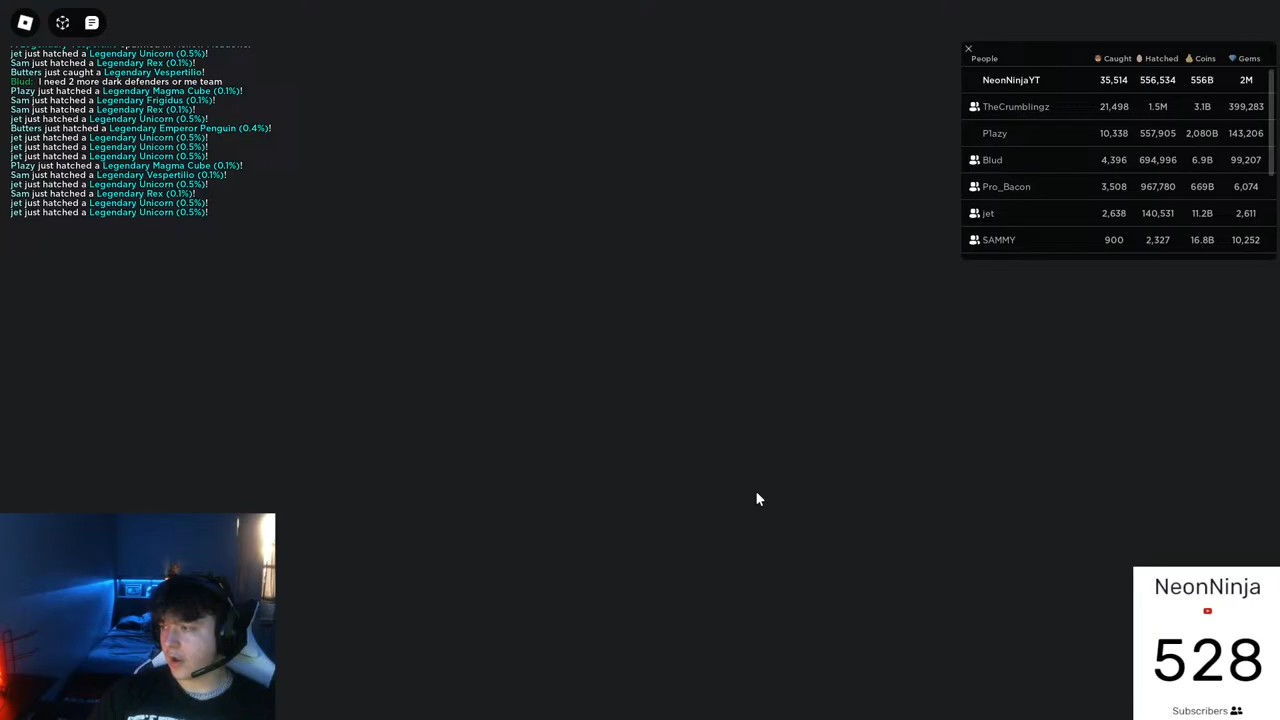 jet just hatched a Legendary Unicorn (0.5%)!
Sam just hatched a Legendary Rex (0.1%)!
Butters just caught a Legendary Vespertilio!
Blud: I need 2 more dark defenders or me team
P1azy just hatched a Legendary Magma Cube (0.1%)!
Sam just hatched a Legendary Frigidus (0.1%)!
Sam just hatched a Legendary Rex (0.1%)!
jet just hatched a Legendary Unicorn (0.5%)!
Butters just hatched a Legendary Emperor Penguin (0.4%)!
jet just hatched a Legendary Unicorn (0.5%)!
jet just hatched a Legendary Unicorn (0.5%)!
jet just hatched a Legendary Unicorn (0.5%)!
P1azy just hatched a Legendary Magma Cube (0.1%)!
Sam just hatched a Legendary Vespertilio (0.1%)!
jet just hatched a Legendary Unicorn (0.5%)!
Sam just hatched a Legendary Rex (0.1%)!
jet just hatched a Legendary Unicorn (0.5%)!
jet just hatched a Legendary Unicorn (0.5%)!
People Caught Hatched Coins Gems
NeonNinjaYT 35,514 556,534 556B 2M
TheCrumblingz 21,498 1.5M 3.1B 399,283
P1azy 10,338 557,905 2,080B 143,206
Blud 4,396 694,996 6.9B 99,207
Pro_Bacon 3,508 967,780 669B 6,074
jet 2,638 140,531 11.2B 2,611
SAMMY 900 2,327 16.8B 10,252
NeonNinja
528
Subscribers